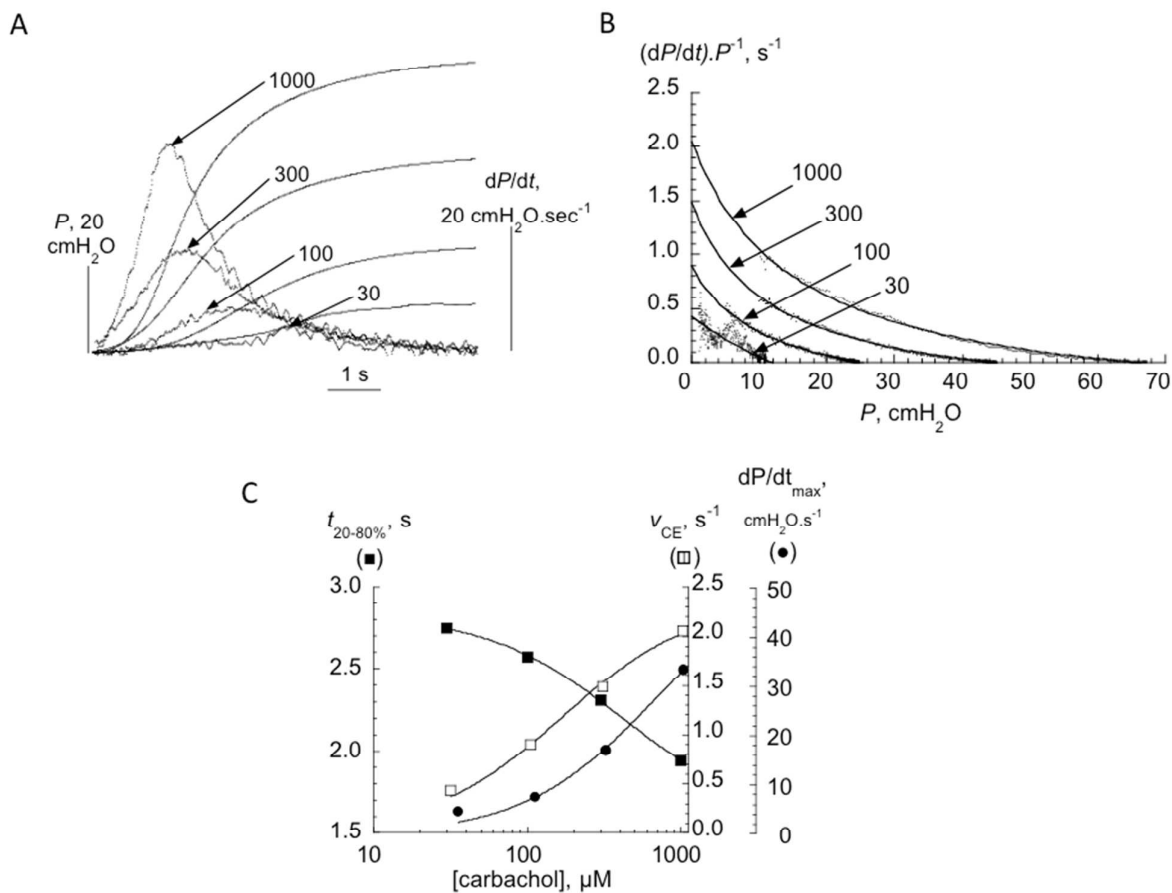 A
1000
300
100
30
P, 20
cmH₂O
dP/dt,
20 cmH₂O.sec⁻¹
1 s
B
(dP/dt).P⁻¹, s⁻¹
2.5
2.0
1.5
1.0
0.5
0.0
1000
300
100
30
0 10 20 30 40 50 60 70
P, cmH₂O
C
t₂₀₋₈₀%, s
(■)
v_CE, s⁻¹
(□)
dP/dt_max,
cmH₂O.s⁻¹
(●)
3.0
2.5
2.0
1.5
2.5
2.0
1.5
1.0
0.5
0.0
50
40
30
20
10
0
10 100 1000
[carbachol], µM